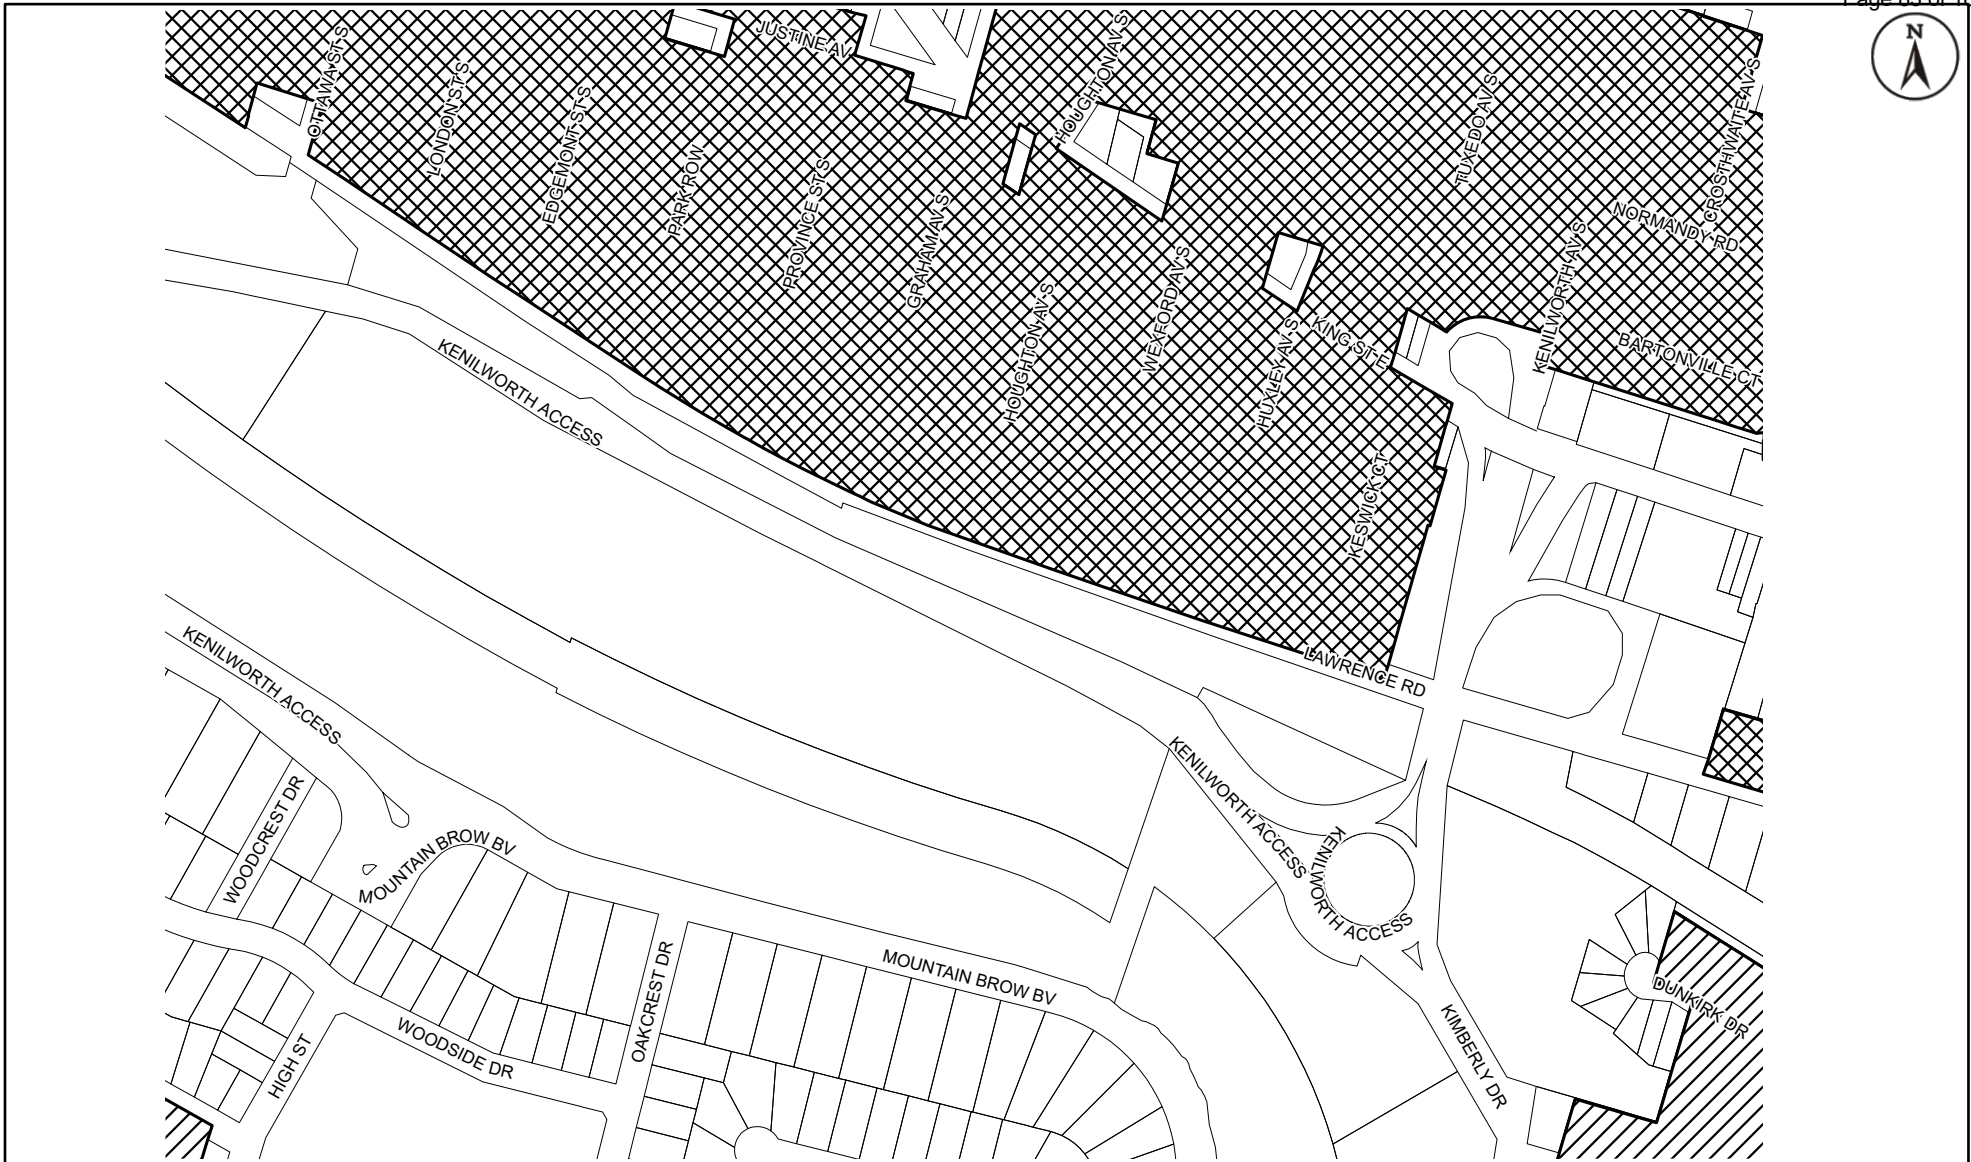 N
JUSTINE AV
OTTAWA ST S
LONDON ST S
EDGEMONT ST S
PARK ROW
PROVINCE ST S
GRAHAM AV S
HOUGHTON AV S
HOUGHTON AV S
WEXFORD AV S
HUXLEY AV S
KING ST E
KESWICK CT
TUXEDO AV S
CROSTHWAITE AV S
NORMANDY RD
KENILWORTH AV S
BARTONVILLE CT
KENILWORTH ACCESS
LAWRENCE RD
KENILWORTH ACCESS
KENILWORTH ACCESS
KENILWORTH ACCESS
WOODCREST DR
MOUNTAIN BROW BV
MOUNTAIN BROW BV
OAKCREST DR
WOODSIDE DR
HIGH ST
KIMBERLY DR
DUNKIRK DR